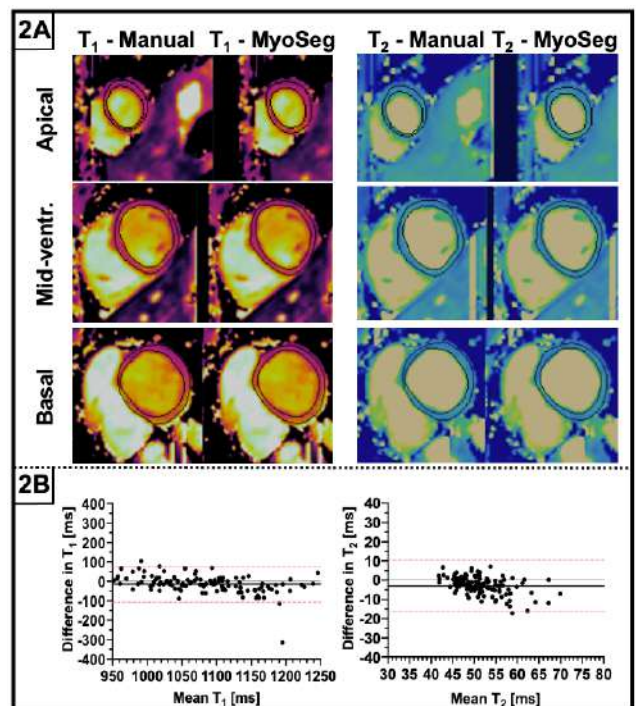 2A
T₁ - Manual T₁ - MyoSeg T₂ - Manual T₂ - MyoSeg
Apical
Mid-ventr.
Basal
2B
Difference in T₁ [ms]
400
300
200
100
0
-100
-200
-300
-400
950 1000 1050 1100 1150 1200 1250
Mean T₁ [ms]
Difference in T₂ [ms]
40
30
20
10
0
-10
-20
-30
-40
30 35 40 45 50 55 60 65 70 75 80
Mean T₂ [ms]